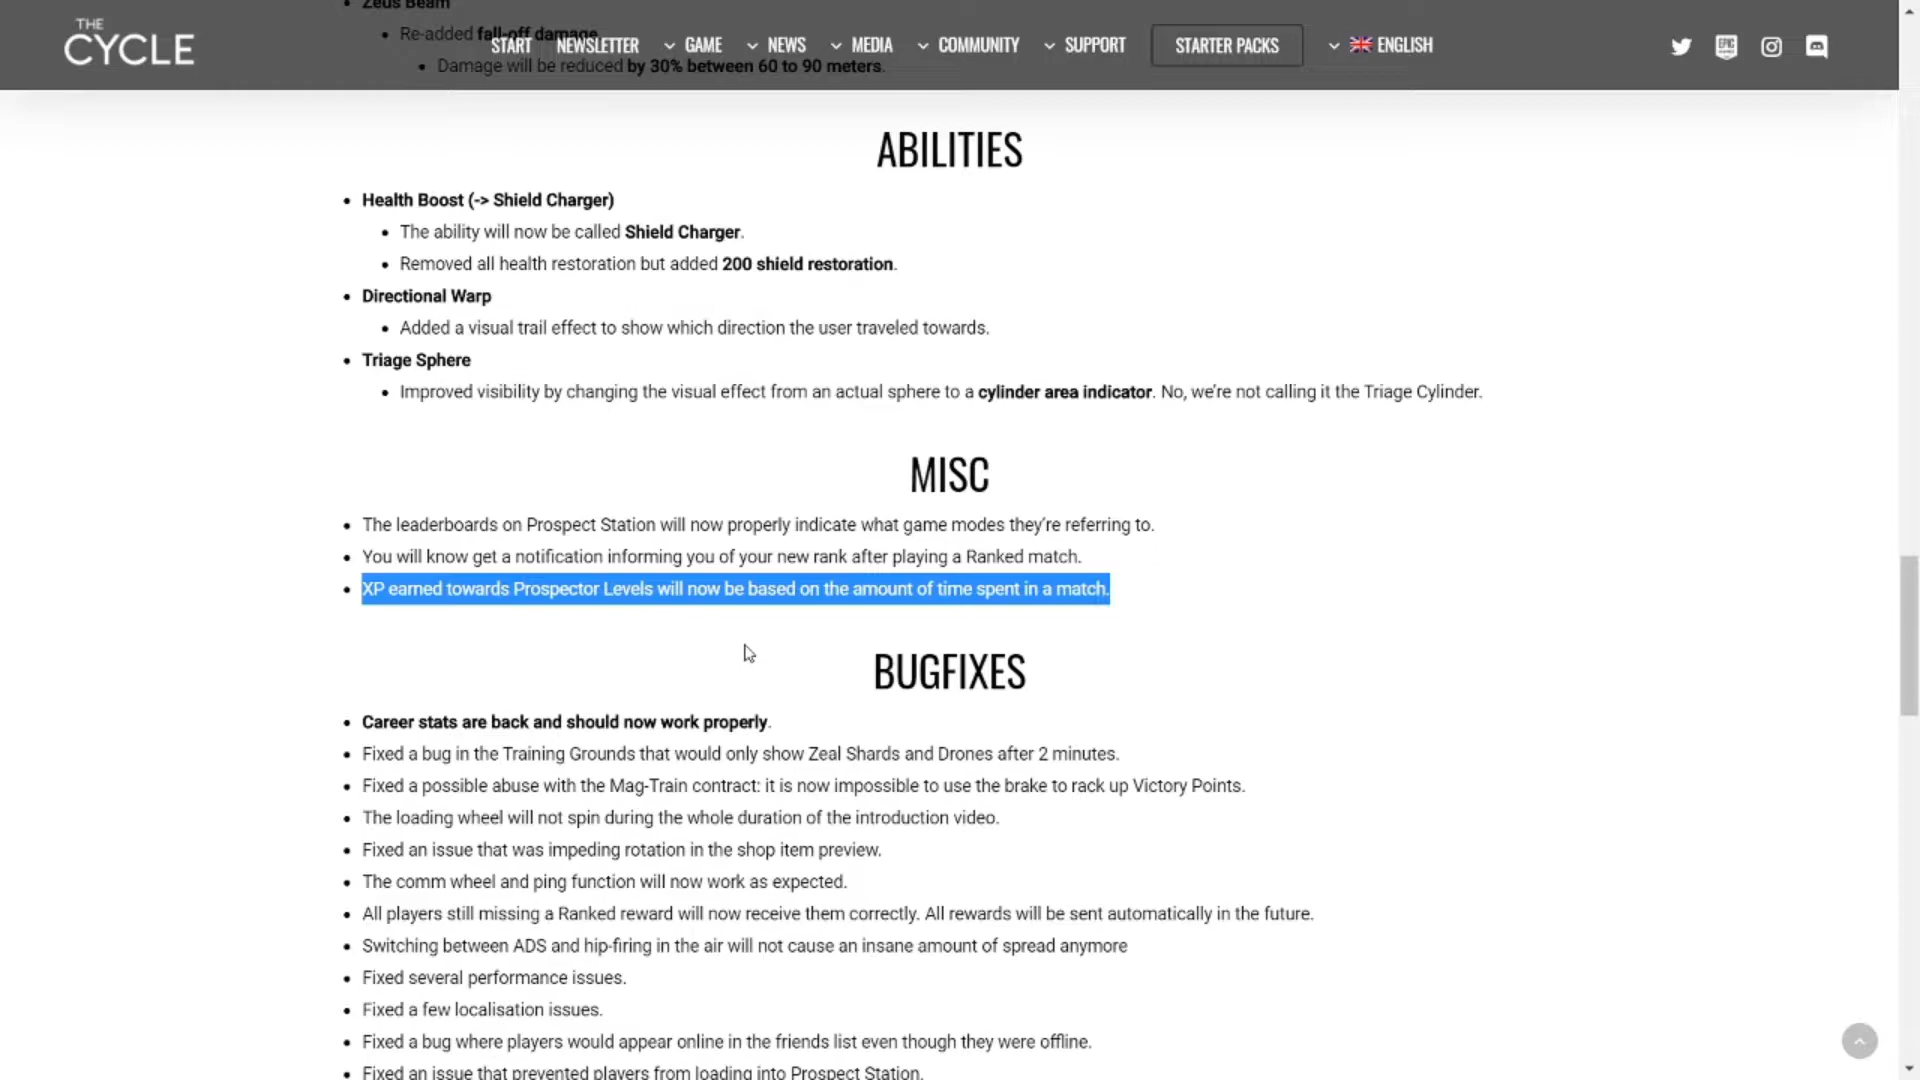 Zeus Beam
Re-added fall-off damage.
Damage will be reduced by 30% between 60 to 90 meters.
THE
CYCLE
START NEWSLETTER GAME NEWS MEDIA COMMUNITY SUPPORT STARTER PACKS ENGLISH
ABILITIES
Health Boost (-> Shield Charger)
The ability will now be called Shield Charger.
Removed all health restoration but added 200 shield restoration.
Directional Warp
Added a visual trail effect to show which direction the user traveled towards.
Triage Sphere
Improved visibility by changing the visual effect from an actual sphere to a cylinder area indicator. No, we're not calling it the Triage Cylinder.
MISC
The leaderboards on Prospect Station will now properly indicate what game modes they're referring to.
You will know get a notification informing you of your new rank after playing a Ranked match.
XP earned towards Prospector Levels will now be based on the amount of time spent in a match.
BUGFIXES
Career stats are back and should now work properly.
Fixed a bug in the Training Grounds that would only show Zeal Shards and Drones after 2 minutes.
Fixed a possible abuse with the Mag-Train contract: it is now impossible to use the brake to rack up Victory Points.
The loading wheel will not spin during the whole duration of the introduction video.
Fixed an issue that was impeding rotation in the shop item preview.
The comm wheel and ping function will now work as expected.
All players still missing a Ranked reward will now receive them correctly. All rewards will be sent automatically in the future.
Switching between ADS and hip-firing in the air will not cause an insane amount of spread anymore
Fixed several performance issues.
Fixed a few localisation issues.
Fixed a bug where players would appear online in the friends list even though they were offline.
Fixed an issue that prevented players from loading into Prospect Station.